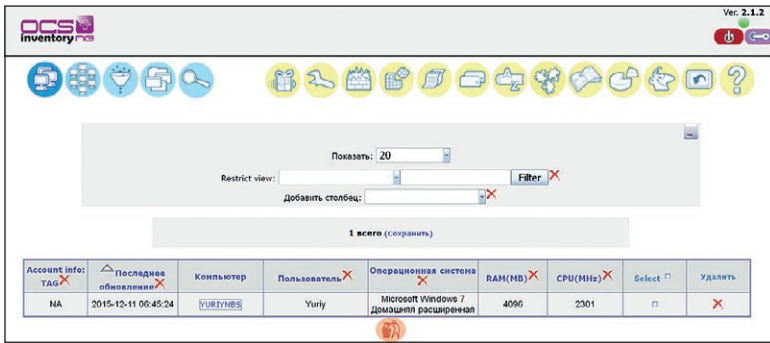 Ver. 2.1.2
OCS
inventory ng
Показать: 20
Restrict view: Filter
Добавить столбец:
1 всего (Сохранить)
Account info: TAG Последнее обновление Компьютер Пользователь Операционная система RAM(MB) CPU(MHz) Select Удалить
NA 2015-12-11 06:45:24 YURIYNBS Yuriy Microsoft Windows 7 Домашняя расширенная 4096 2301